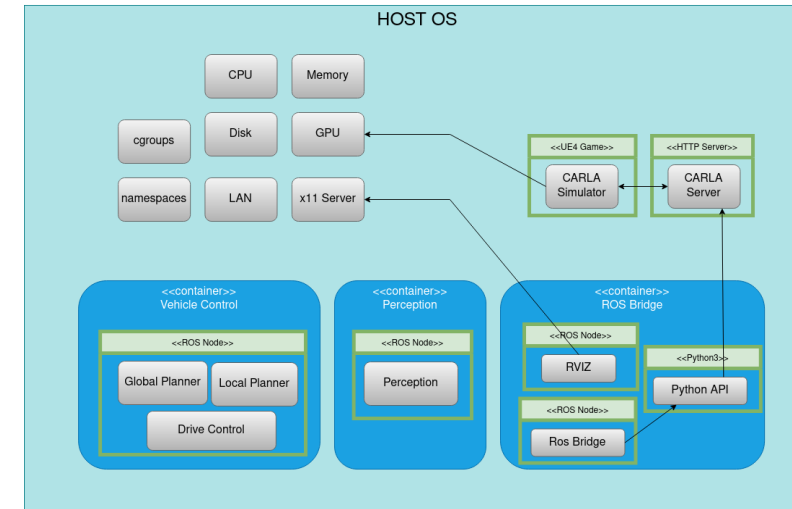 HOST OS
CPU
Memory
cgroups
Disk
GPU
namespaces
LAN
x11 Server
<<UE4 Game>>
CARLA
Simulator
<<HTTP Server>>
CARLA
Server
<<container>>
Vehicle Control
<<ROS Node>>
Global Planner
Local Planner
Drive Control
<<container>>
Perception
<<ROS Node>>
Perception
<<container>>
ROS Bridge
<<ROS Node>>
RVIZ
<<Python3>>
Python API
<<ROS Node>>
Ros Bridge